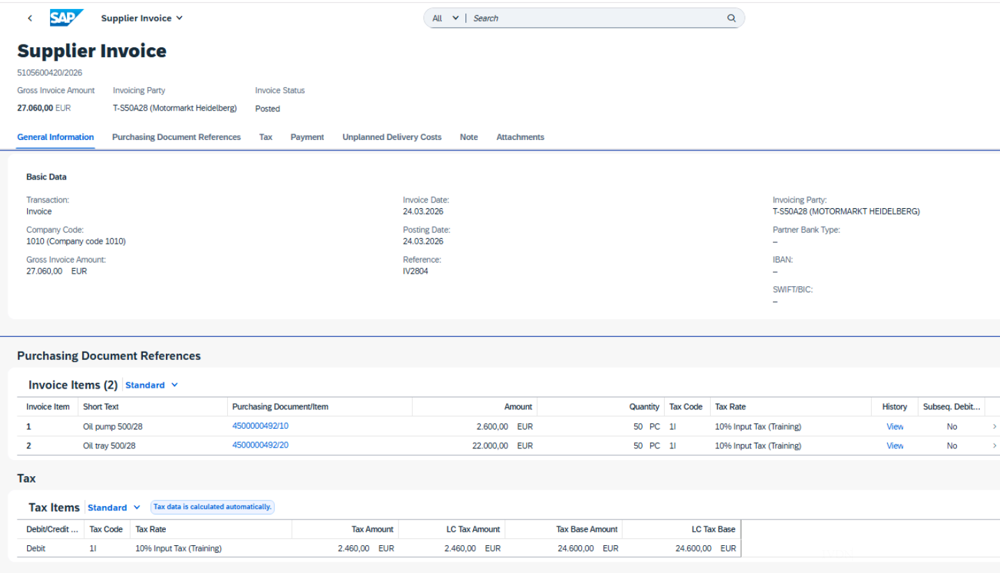 SAP Supplier Invoice All Search
Supplier Invoice
5105600420/2026
Gross Invoice Amount Invoicing Party Invoice Status
27.060,00 EUR T-S50A28 (Motormarkt Heidelberg) Posted
General Information Purchasing Document References Tax Payment Unplanned Delivery Costs Note Attachments
Basic Data
Transaction: Invoice Date: Invoicing Party:
Invoice 24.03.2026 T-S50A28 (MOTORMARKT HEIDELBERG)
Company Code: Posting Date: Partner Bank Type:
1010 (Company code 1010) 24.03.2026 –
Gross Invoice Amount: Reference: IBAN:
27.060,00 EUR IV2804 –
SWIFT/BIC:
–
Purchasing Document References
Invoice Items (2) Standard
Invoice Item Short Text Purchasing Document/Item Amount Quantity Tax Code Tax Rate History Subseq. Debit...
1 Oil pump 500/28 4500000492/10 2.600,00 EUR 50 PC 1I 10% Input Tax (Training) View No
2 Oil tray 500/28 4500000492/20 22.000,00 EUR 50 PC 1I 10% Input Tax (Training) View No
Tax
Tax Items Standard Tax data is calculated automatically.
Debit/Credit ... Tax Code Tax Rate Tax Amount LC Tax Amount Tax Base Amount LC Tax Base
Debit 1I 10% Input Tax (Training) 2.460,00 EUR 2.460,00 EUR 24.600,00 EUR 24.600,00 EUR